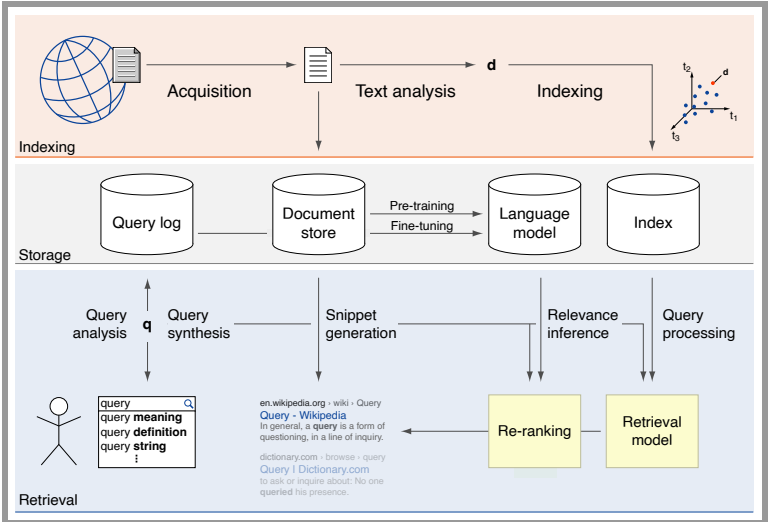 Acquisition
Text analysis
d
Indexing
t2
d
t1
t3
Indexing
Query log
Document
store
Pre-training
Fine-tuning
Language
model
Index
Storage
Query
analysis
q
Query
synthesis
Snippet
generation
Relevance
inference
Query
processing
query
query meaning
query definition
query string
⋮
en.wikipedia.org › wiki › Query
Query - Wikipedia
In general, a query is a form of
questioning, in a line of inquiry.
dictionary.com › browse › query
Query | Dictionary.com
to ask or inquire about: No one
queried his presence.
Re-ranking
Retrieval
model
Retrieval